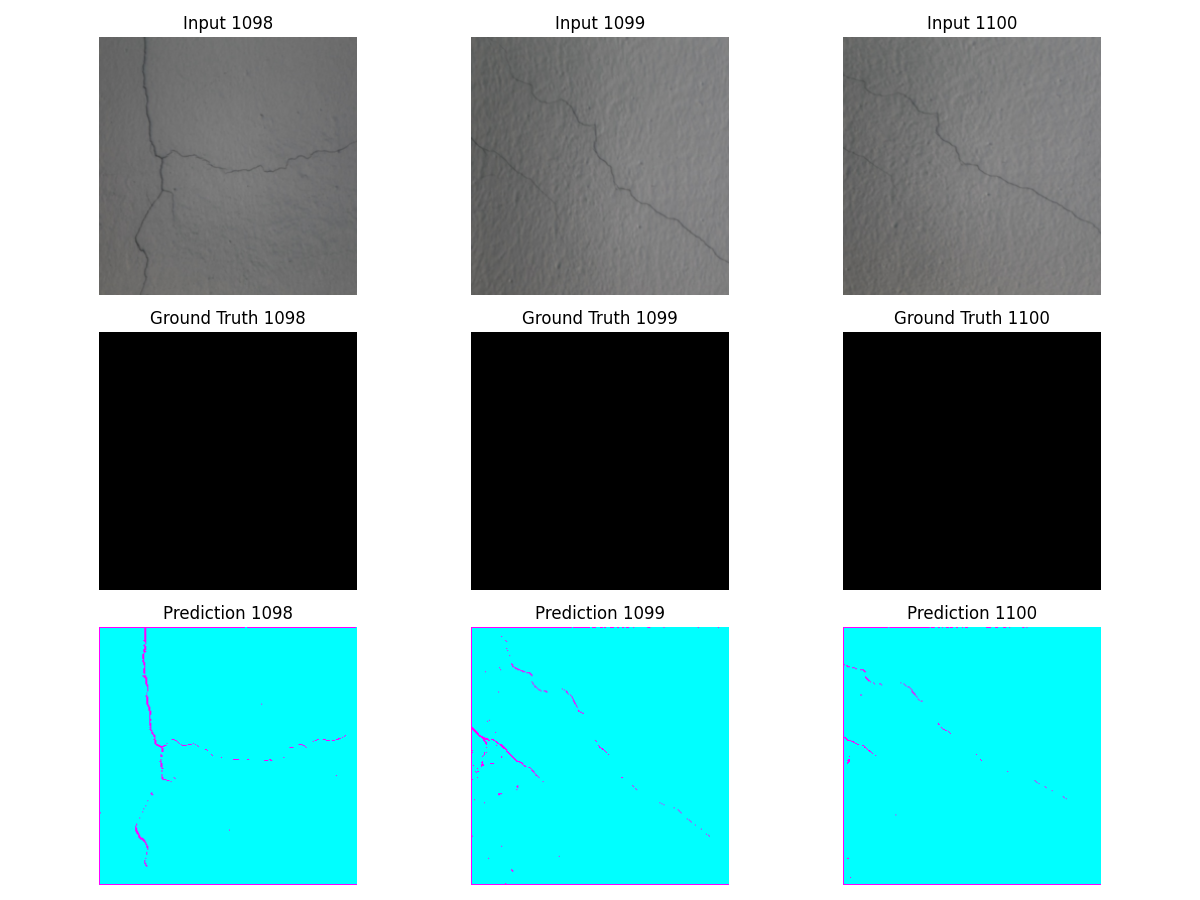 Input 1098
Input 1099
Input 1100
Ground Truth 1098
Ground Truth 1099
Ground Truth 1100
Prediction 1098
Prediction 1099
Prediction 1100